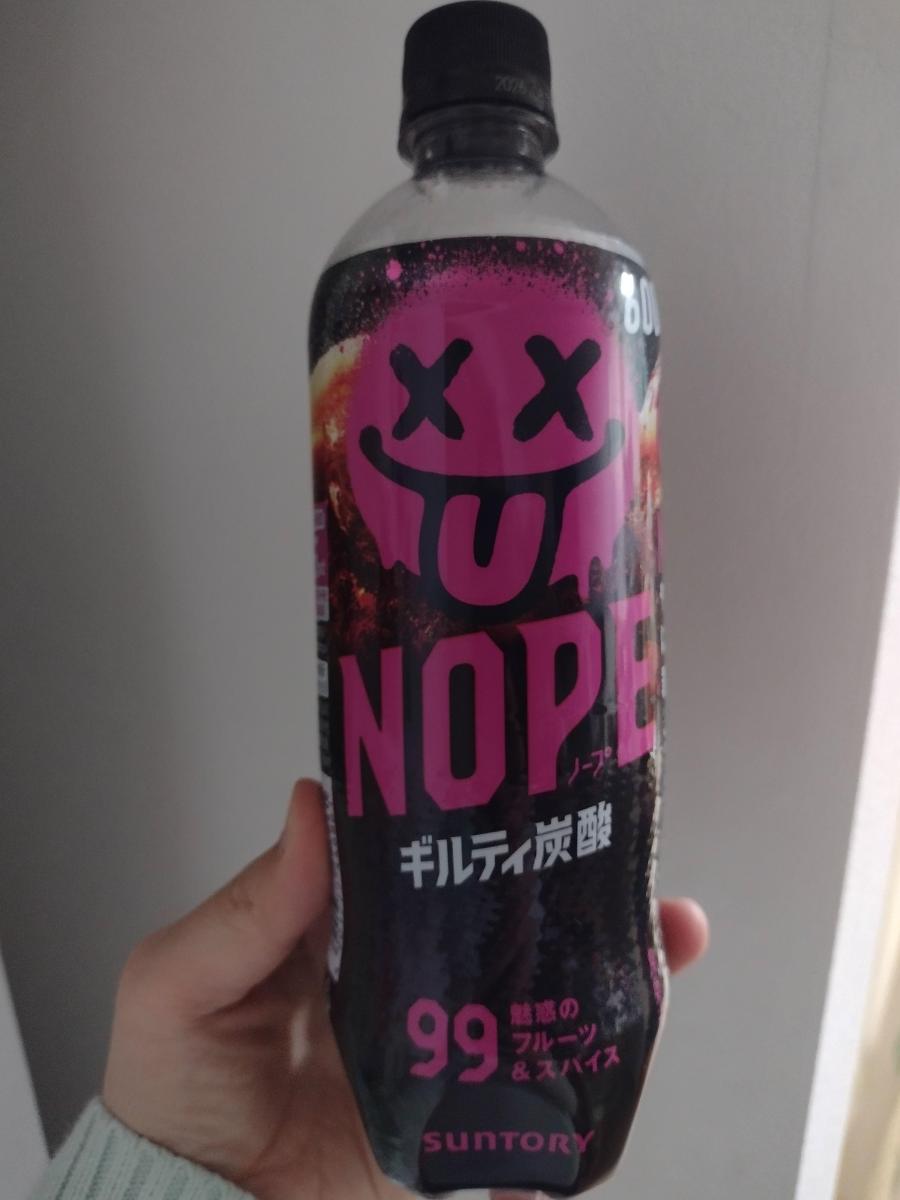 NOPE
ノープ
ギルティ炭酸
99
魅惑の
フルーツ
&スパイス
SUNTORY